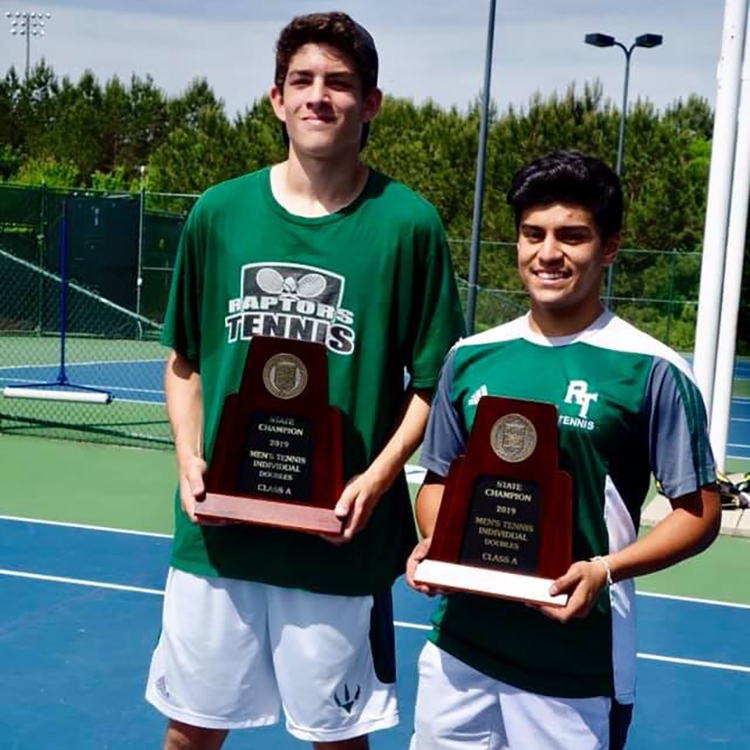 RAPTORS
TENNIS
STATE
CHAMPION
2019
MEN'S TENNIS
INDIVIDUAL
DOUBLES
CLASS A
RT
TENNIS
STATE
CHAMPION
2019
MEN'S TENNIS
INDIVIDUAL
DOUBLES
CLASS A